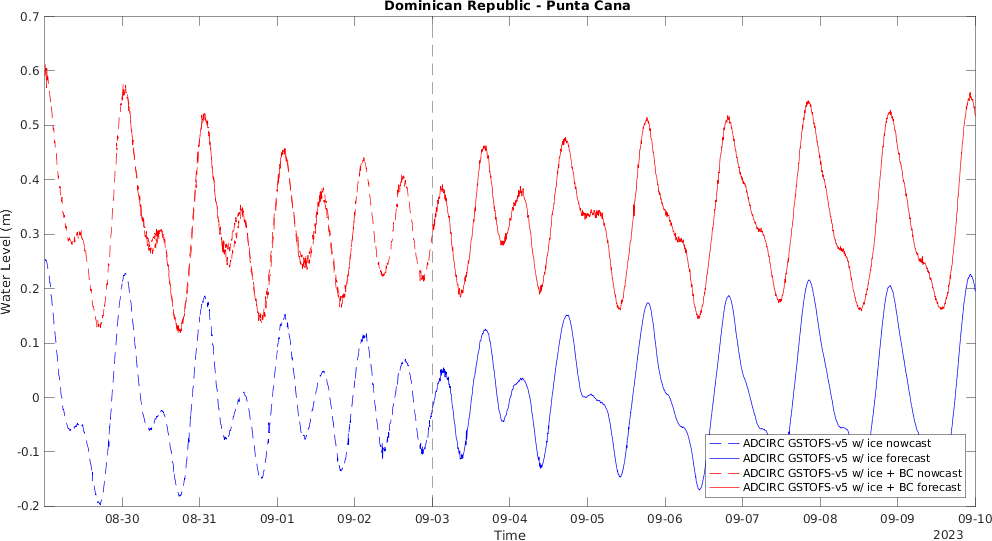 Dominican Republic - Punta Cana
0.7
0.6
0.5
0.4
0.3
0.2
0.1
0
-0.1
-0.2
Water Level (m)
ADCIRC GSTOFS-v5 w/ ice nowcast
ADCIRC GSTOFS-v5 w/ ice forecast
ADCIRC GSTOFS-v5 w/ ice + BC nowcast
ADCIRC GSTOFS-v5 w/ ice + BC forecast
08-30 08-31 09-01 09-02 09-03 09-04 09-05 09-06 09-07 09-08 09-09 09-10
Time
2023